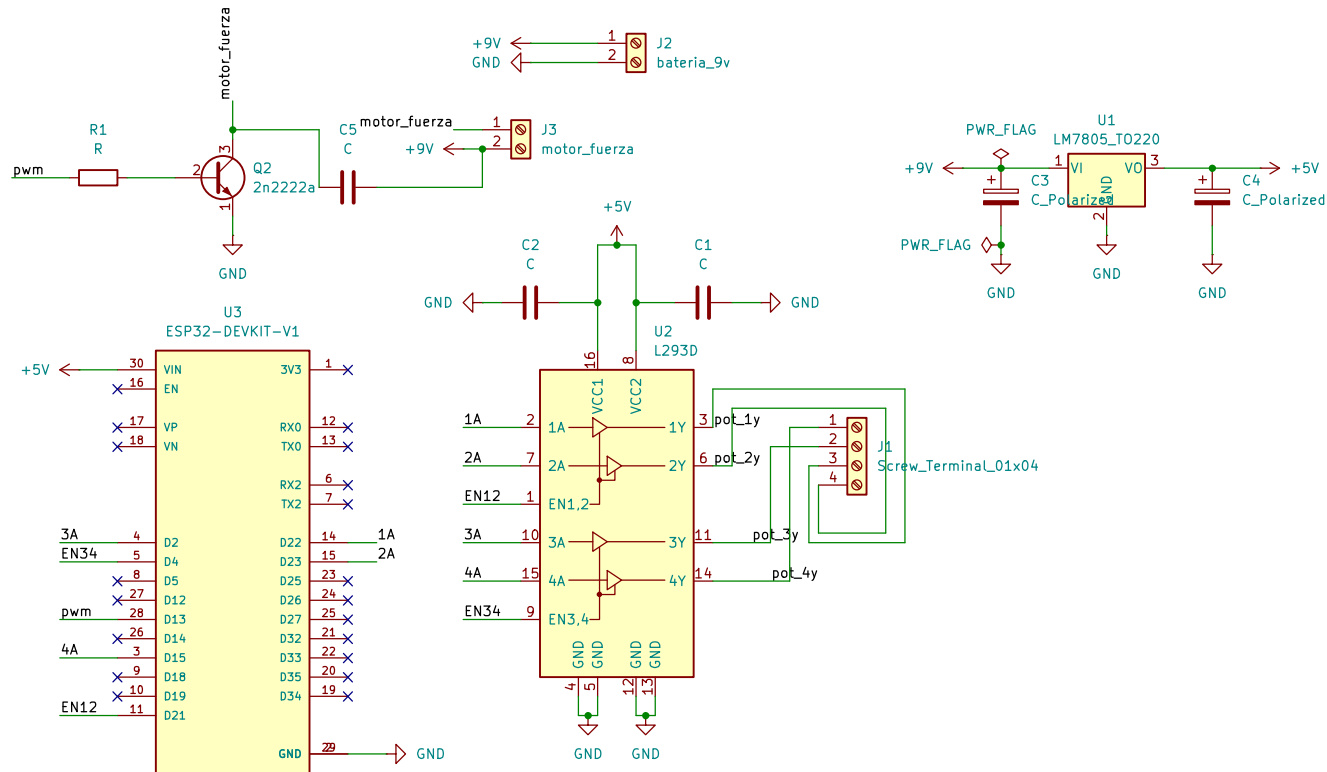 motor_fuerza
R1
R
pwm
2
3
1
Q2
2n2222a
GND
C5
C
+9V
GND
1
2
J2
bateria_9v
motor_fuerza
+9V
1
2
J3
motor_fuerza
+5V
C2
C
C1
C
GND
GND
U2
L293D
16
8
VCC1
VCC2
1A
2
1A
1Y
3
pot_1y
2A
7
2A
2Y
6
pot_2y
EN12
1
EN1,2
3A
10
3A
3Y
11
pot_3y
4A
15
4A
4Y
14
pot_4y
EN34
9
EN3,4
GND
GND
GND
GND
4
5
12
13
GND
GND
1
2
3
4
J1
Screw_Terminal_01x04
PWR_FLAG
U1
LM7805_TO220
+9V
1
VI
VO
3
GND
2
+5V
+
C3
C_Polarized
+
C4
C_Polarized
PWR_FLAG
GND
GND
GND
U3
ESP32-DEVKIT-V1
+5V
30
VIN
3V3
1
16
EN
17
VP
RX0
12
18
VN
TX0
13
RX2
6
TX2
7
3A
4
D2
D22
14
1A
EN34
5
D4
D23
15
2A
8
D5
D25
23
27
D12
D26
24
pwm
28
D13
D27
25
26
D14
D32
21
4A
3
D15
D33
22
9
D18
D35
20
10
D19
D34
19
EN12
11
D21
GND
GND